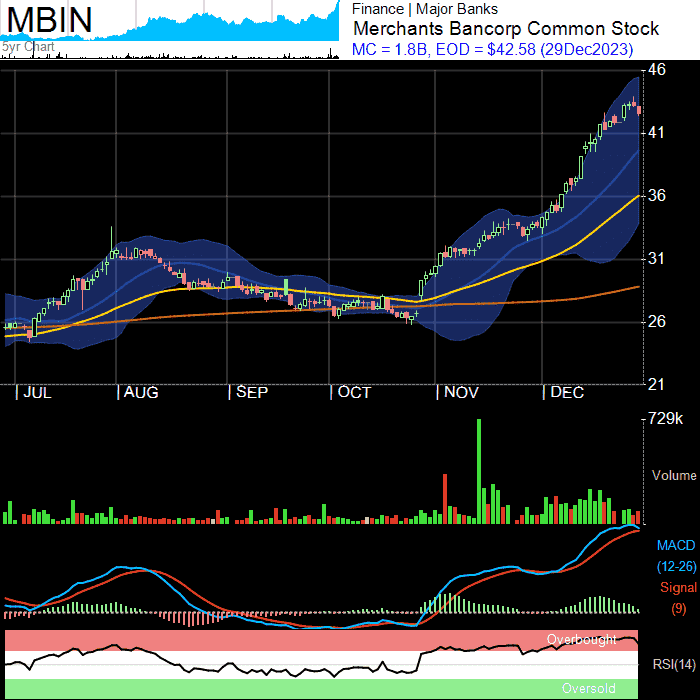 MBIN
5yr Chart
Finance | Major Banks
Merchants Bancorp Common Stock
MC = 1.8B, EOD = $42.58 (29Dec2023)
46
41
36
31
26
21
JUL AUG SEP OCT NOV DEC
729k
Volume
MACD
(12-26)
Signal
(9)
Overbought
RSI(14)
Oversold